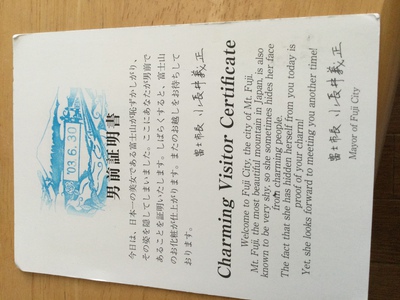 '03.6.30
男前証明書
今日は、日本一の美女である富士山が恥ずかしがり、
その姿を隠してしまいました。ここにあなたが男前で
あることを証明いたします。しばらくすると、富士山
のお化粧が仕上がります。またのお越しをお待ちして
おります。
富士市長 小長井義正
Charming Visitor Certificate
Welcome to Fuji City, the city of Mt. Fuji.
Mt. Fuji, the most beautiful mountain in Japan, is also
known to be very shy, so she sometimes hides her face
from charming people.
The fact that she has hidden herself from you today is
proof of your charm!
Yet, she looks forward to meeting you another time!
富士市長 小長井義正
Mayor of Fuji City